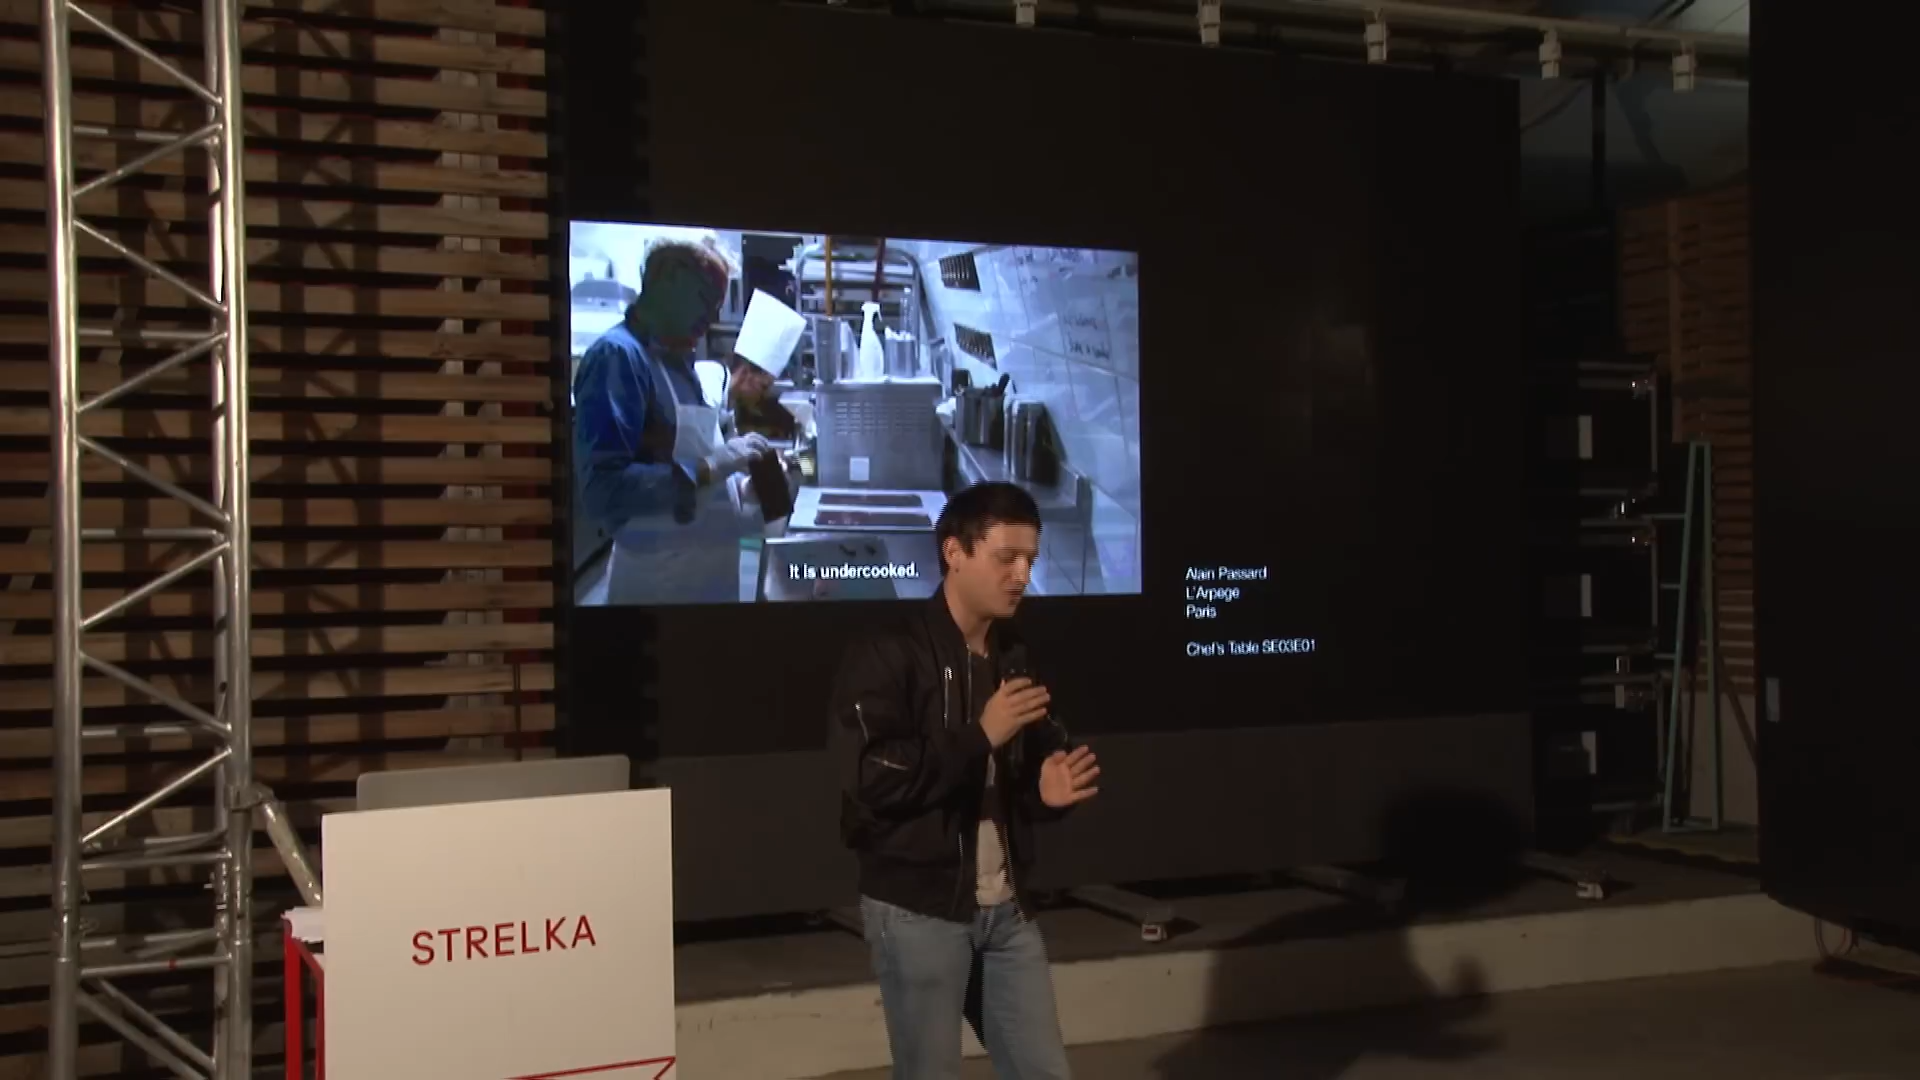 It is undercooked.
Alain Passard
L'Arpege
Paris
Chef's Table SE03E01
STRELKA